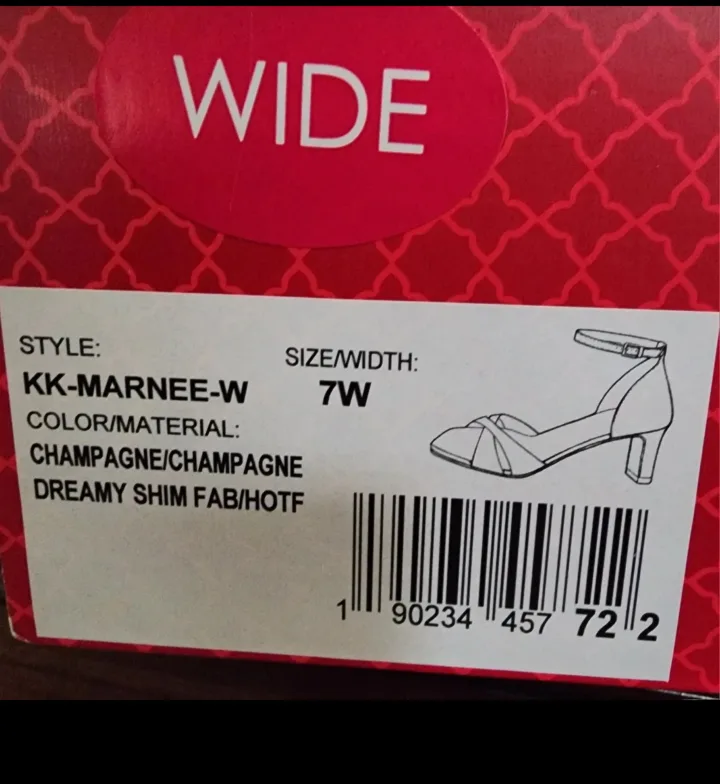 WIDE
STYLE:
KK-MARNEE-W
SIZE/WIDTH:
7W
COLOR/MATERIAL:
CHAMPAGNE/CHAMPAGNE
DREAMY SHIM FAB/HOTF
1 90234 457 72 2